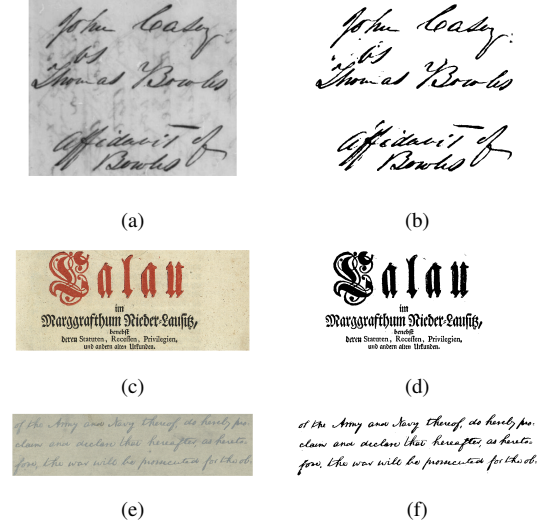 John Casey
vs
Thomas Bowles
Affidavit of
Bowles
(a)
John Casey
vs
Thomas Bowles
Affidavit of
Bowles
(b)
Calau
im
Marggrafthum Nieder-Lausitz,
benebst
deren Statuten, Recessen, Privilegien,
und andern alten Urkunden.
(c)
Calau
im
Marggrafthum Nieder-Lausitz,
benebst
deren Statuten, Recessen, Privilegien,
und andern alten Urkunden.
(d)
of the Army and Navy thereof, do hereby pro-
claim and declare that hereafter, as hereto-
fore, the war will be prosecuted for the ob-
(e)
of the Army and Navy thereof, do hereby pro-
claim and declare that hereafter, as hereto-
fore, the war will be prosecuted for the ob-
(f)